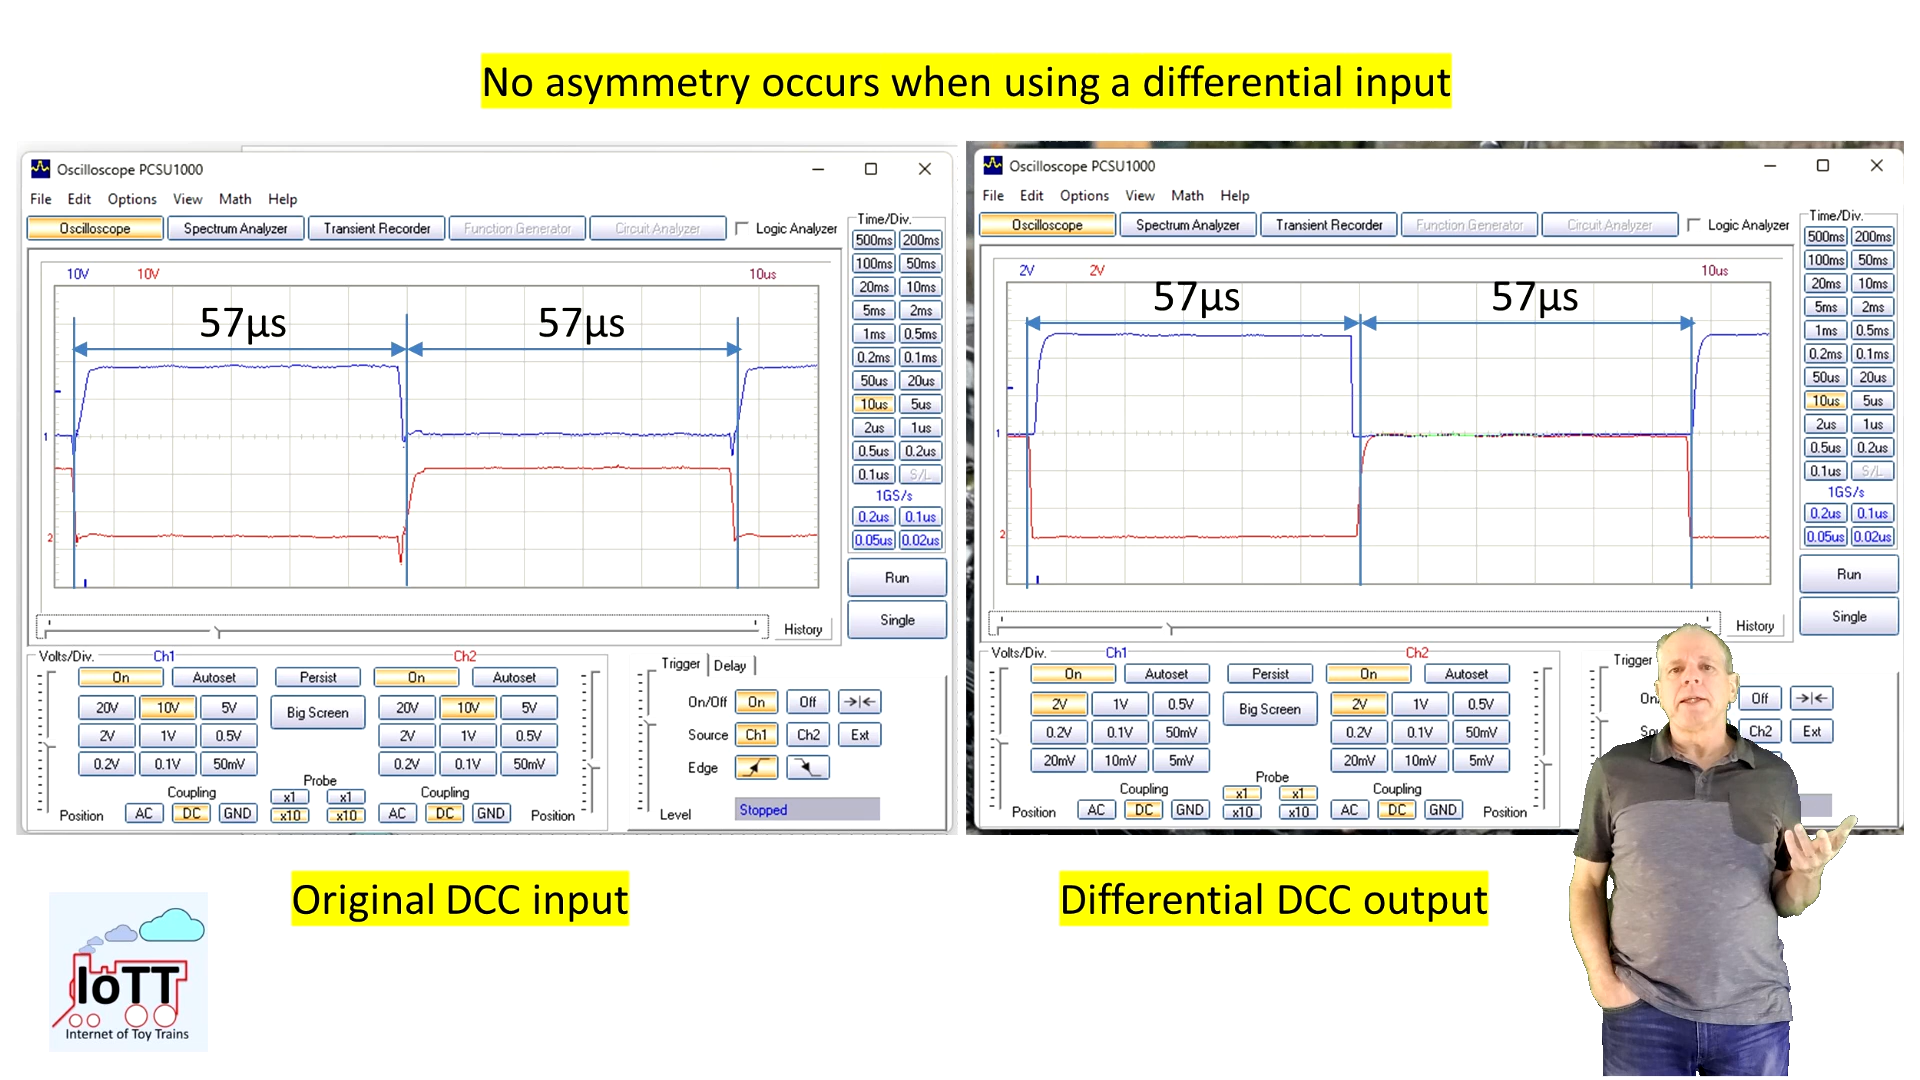 No asymmetry occurs when using a differential input
Oscilloscope PCSU1000
File Edit Options View Math Help
Oscilloscope Spectrum Analyzer Transient Recorder Function Generator Circuit Analyzer Logic Analyzer
Time/Div.
500ms 200ms
100ms 50ms
20ms 10ms
5ms 2ms
1ms 0.5ms
0.2ms 0.1ms
50us 20us
10us 5us
2us 1us
0.5us 0.2us
0.1us S/L
1GS/s
0.2us 0.1us
0.05us 0.02us
Run
Single
10V 10V 10us
57µs 57µs
1
2
History
Volts/Div. Ch1 Ch2
On Autoset Persist On Autoset
20V 10V 5V Big Screen 20V 10V 5V
2V 1V 0.5V 2V 1V 0.5V
0.2V 0.1V 50mV 0.2V 0.1V 50mV
Coupling Probe Coupling
x1 x1
Position AC DC GND x10 x10 AC DC GND Position
Trigger Delay
On/Off On Off
Source Ch1 Ch2 Ext
Edge
Level Stopped
Oscilloscope PCSU1000
File Edit Options View Math Help
Oscilloscope Spectrum Analyzer Transient Recorder Function Generator Circuit Analyzer Logic Analyzer
Time/Div.
500ms 200ms
100ms 50ms
20ms 10ms
5ms 2ms
1ms 0.5ms
0.2ms 0.1ms
50us 20us
10us 5us
2us 1us
0.5us 0.2us
0.1us S/L
1GS/s
0.2us 0.1us
0.05us 0.02us
Run
Single
2V 2V 10us
57µs 57µs
1
2
History
Volts/Div. Ch1 Ch2
On Autoset Persist On Autoset
2V 1V 0.5V Big Screen 2V 1V 0.5V
0.2V 0.1V 50mV 0.2V 0.1V 50mV
20mV 10mV 5mV 20mV 10mV 5mV
Coupling Probe Coupling
x1 x1
Position AC DC GND x10 x10 AC DC GND Position
Trigger
Off
Ch2 Ext
Original DCC input
Differential DCC output
IoTT
Internet of Toy Trains